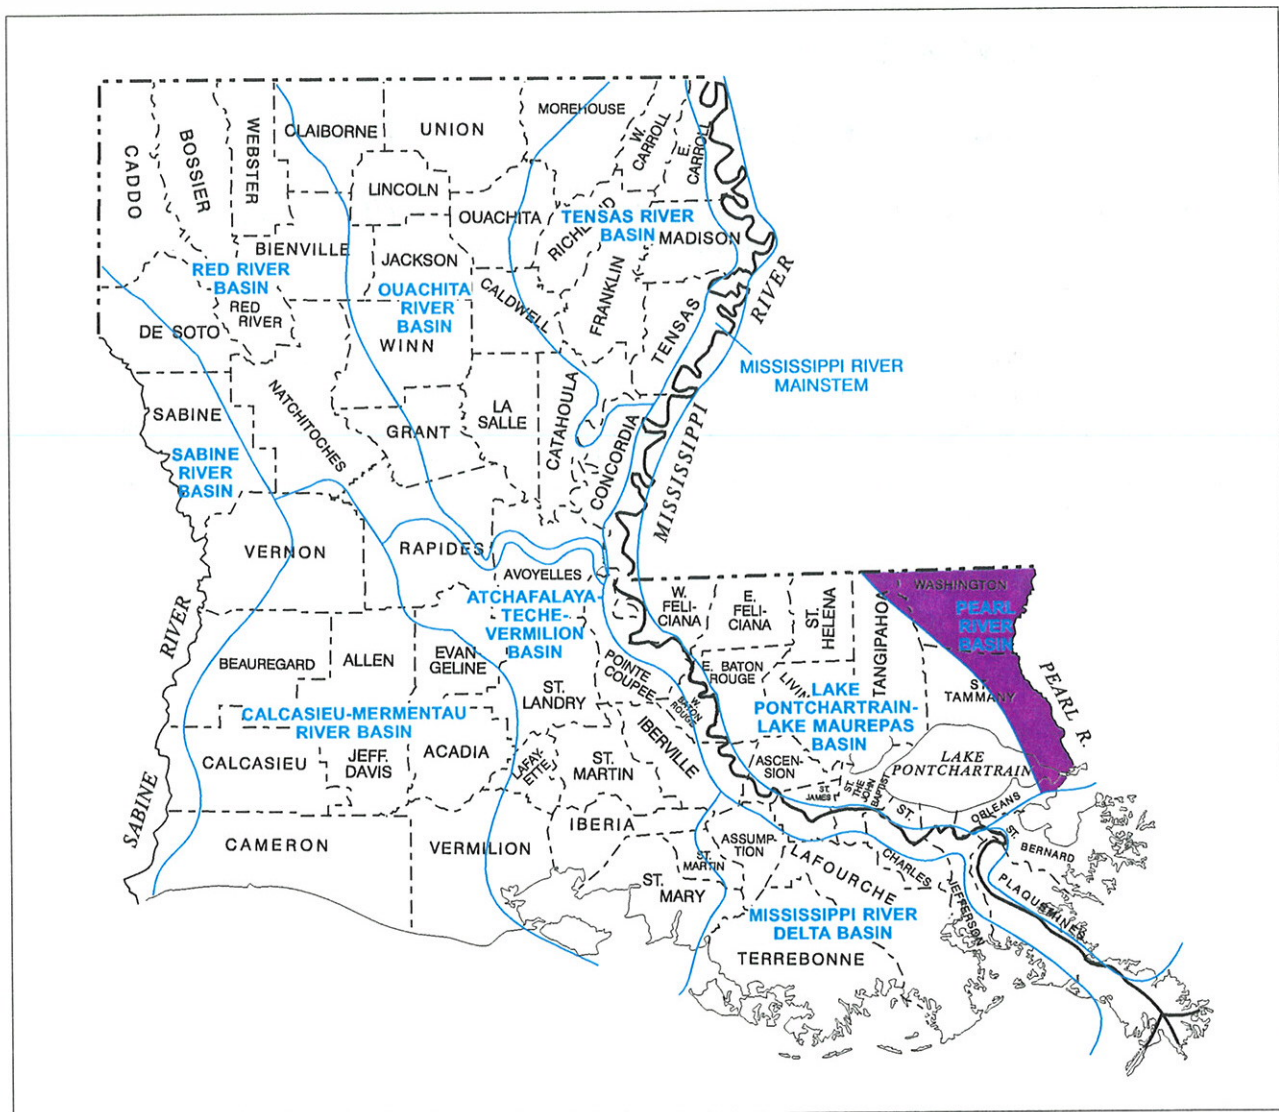 MOREHOUSE
CLAIBORNE
UNION
W.
CARROLL
E.
CARROLL
CADDO
BOSSIER
WEBSTER
LINCOLN
OUACHITA
RICHLAND
TENSAS RIVER
BASIN
MADISON
BIENVILLE
JACKSON
RED RIVER
BASIN
RED
RIVER
OUACHITA
RIVER
BASIN
CALDWELL
FRANKLIN
TENSAS
DE SOTO
WINN
MISSISSIPPI RIVER
MAINSTEM
MISSISSIPPI
RIVER
SABINE
NATCHITOCHES
GRANT
LA
SALLE
CATAHOULA
CONCORDIA
SABINE
RIVER
BASIN
VERNON
RAPIDES
AVOYELLES
ATCHAFALAYA-
TECHE-
VERMILION
BASIN
W.
FELI-
CIANA
E.
FELI-
CIANA
ST.
HELENA
TANGIPAHOA
WASHINGTON
PEARL
RIVER
BASIN
SABINE
RIVER
BEAUREGARD
ALLEN
EVAN-
GELINE
POINTE
COUPEE
E. BATON
ROUGE
W.
BATON
ROUGE
LAKE
PONTCHARTRAIN-
LAKE MAUREPAS
BASIN
ST.
TAMMANY
PEARL R.
ST.
LANDRY
CALCASIEU-MERMENTAU
RIVER BASIN
CALCASIEU
JEFF.
DAVIS
ACADIA
LAFAY-
ETTE
ST.
MARTIN
IBERVILLE
ASCEN-
SION
ST.
JAMES
ST.
THE
JOHN
BAPTIST
LAKE
PONTCHARTRAIN
ST.
CHARLES
ORLEANS
ST.
BERNARD
CAMERON
VERMILION
IBERIA
ST.
MARTIN
ASSUMP-
TION
LAFOURCHE
JEFFERSON
PLAQUEMINES
ST.
MARY
MISSISSIPPI RIVER
DELTA BASIN
TERREBONNE